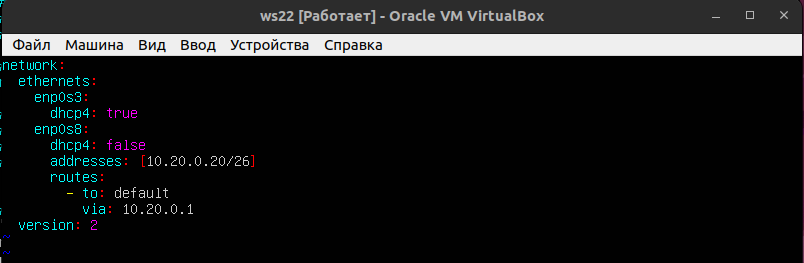 ws22 [Работает] - Oracle VM VirtualBox
Файл Машина Вид Ввод Устройства Справка
network:
  ethernets:
    enp0s3:
      dhcp4: true
    enp0s8:
      dhcp4: false
      addresses: [10.20.0.20/26]
      routes:
        - to: default
          via: 10.20.0.1
  version: 2
~
~